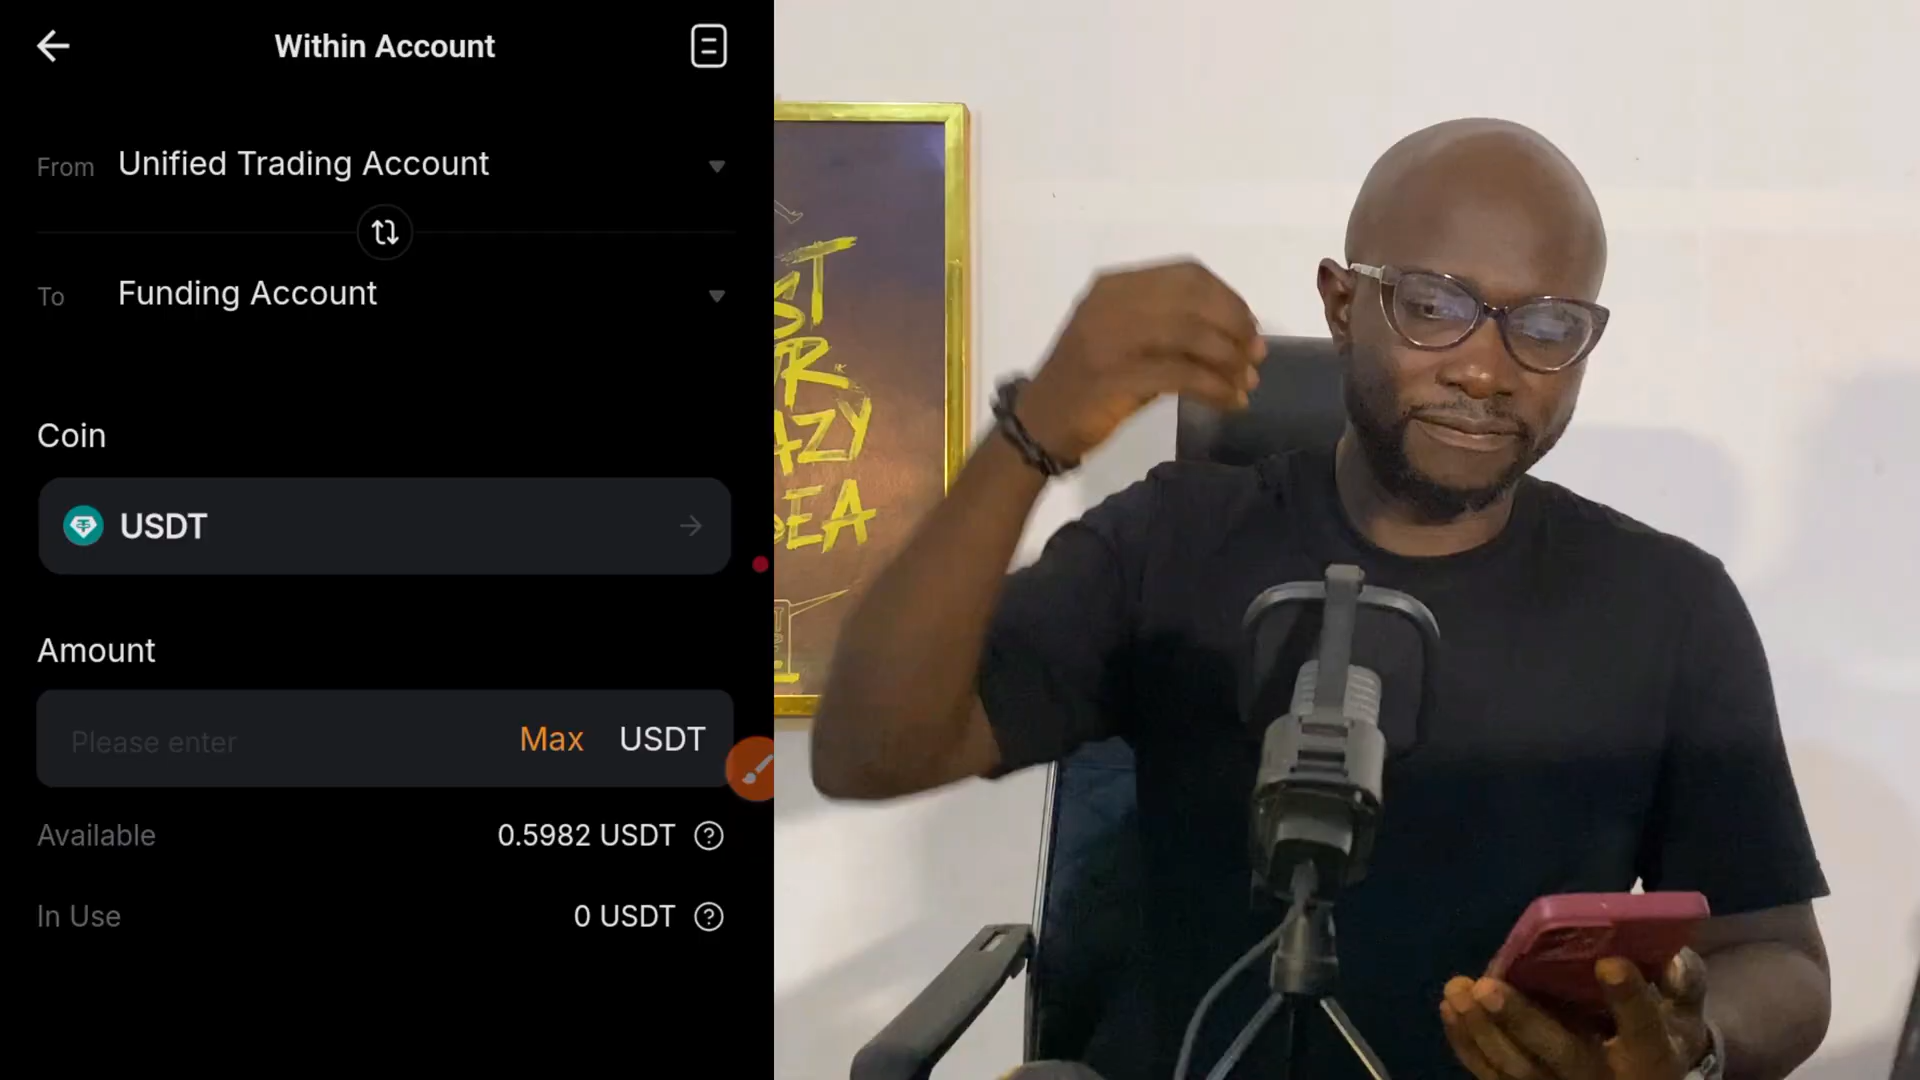 Within Account
From Unified Trading Account
To Funding Account
Coin
USDT
Amount
Please enter Max USDT
Available 0.5982 USDT
In Use 0 USDT